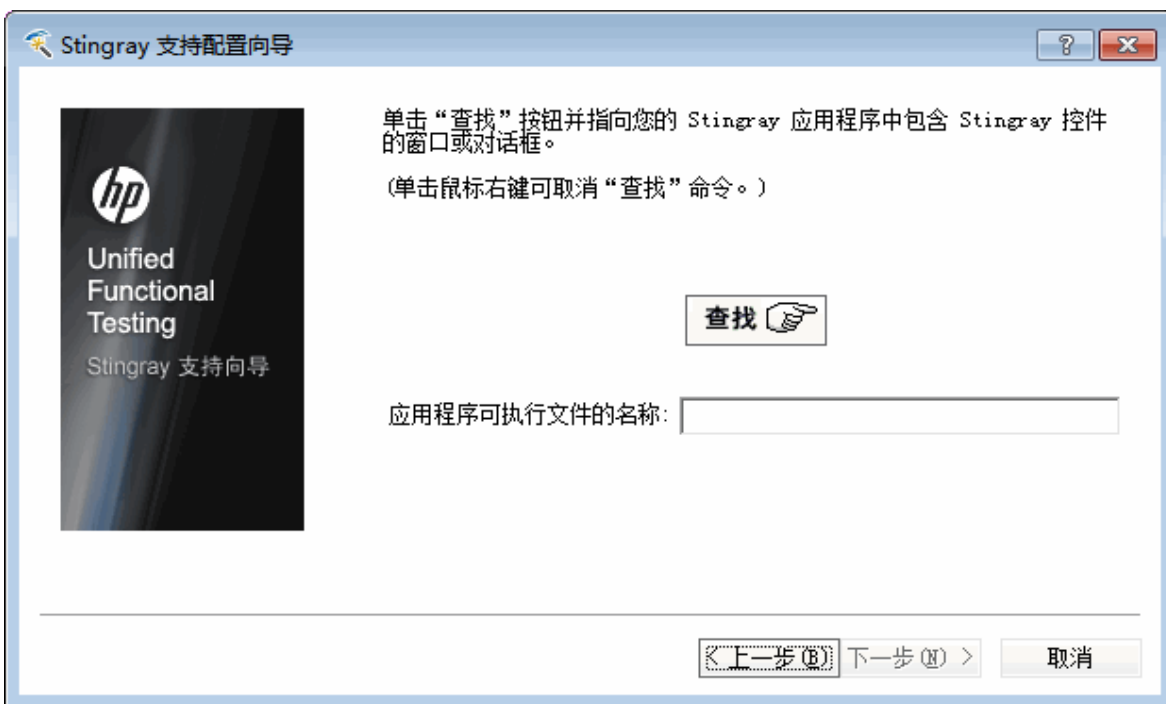 Stingray 支持配置向导
hp
Unified
Functional
Testing
Stingray 支持向导
单击“查找”按钮并指向您的 Stingray 应用程序中包含 Stingray 控件
的窗口或对话框。
(单击鼠标右键可取消“查找”命令。)
查找
应用程序可执行文件的名称:
< 上一步(B)
下一步(N) >
取消